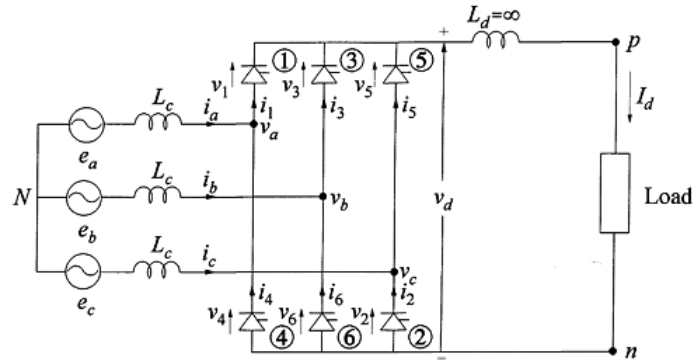 L_d=∞
+
p
① ③ ⑤
v_1 v_3 v_5
I_d
L_c i_a i_1 i_3 i_5
v_a
e_a
L_c i_b
N v_b v_d Load
e_b
L_c i_c
v_c
e_c i_4 i_6 i_2
v_4 v_6 v_2
④ ⑥ ②
− n